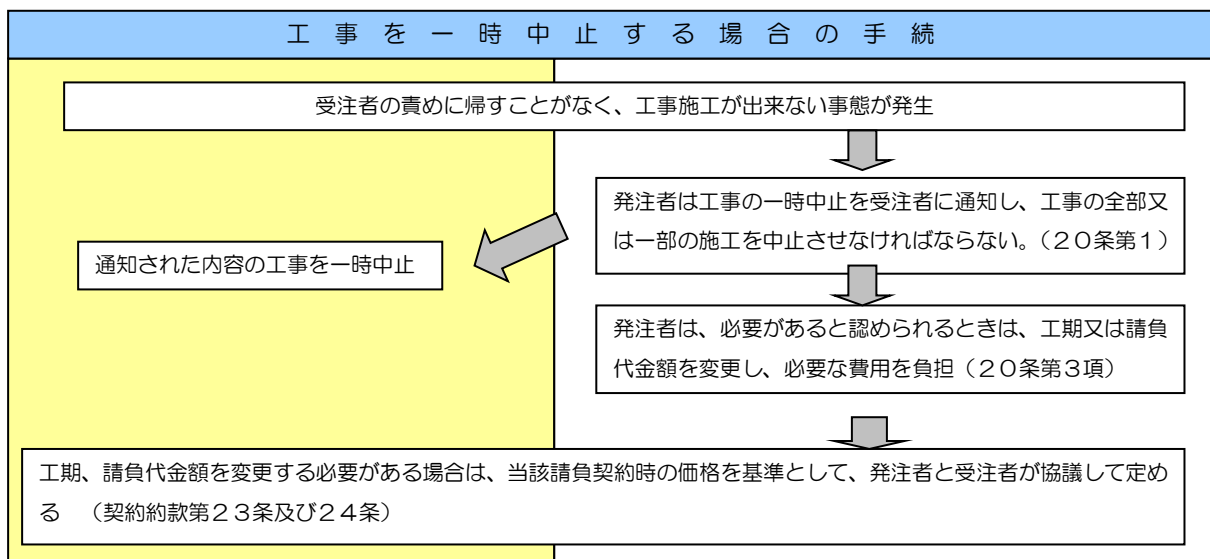 工事を一時中止する場合の手続
受注者の責めに帰すことがなく、工事施工が出来ない事態が発生
発注者は工事の一時中止を受注者に通知し、工事の全部又
は一部の施工を中止させなければならない。（２０条第１）
通知された内容の工事を一時中止
発注者は、必要があると認められるときは、工期又は請負
代金額を変更し、必要な費用を負担（２０条第３項）
工期、請負代金額を変更する必要がある場合は、当該請負契約時の価格を基準として、発注者と受注者が協議して定め
る　（契約約款第２３条及び２４条）